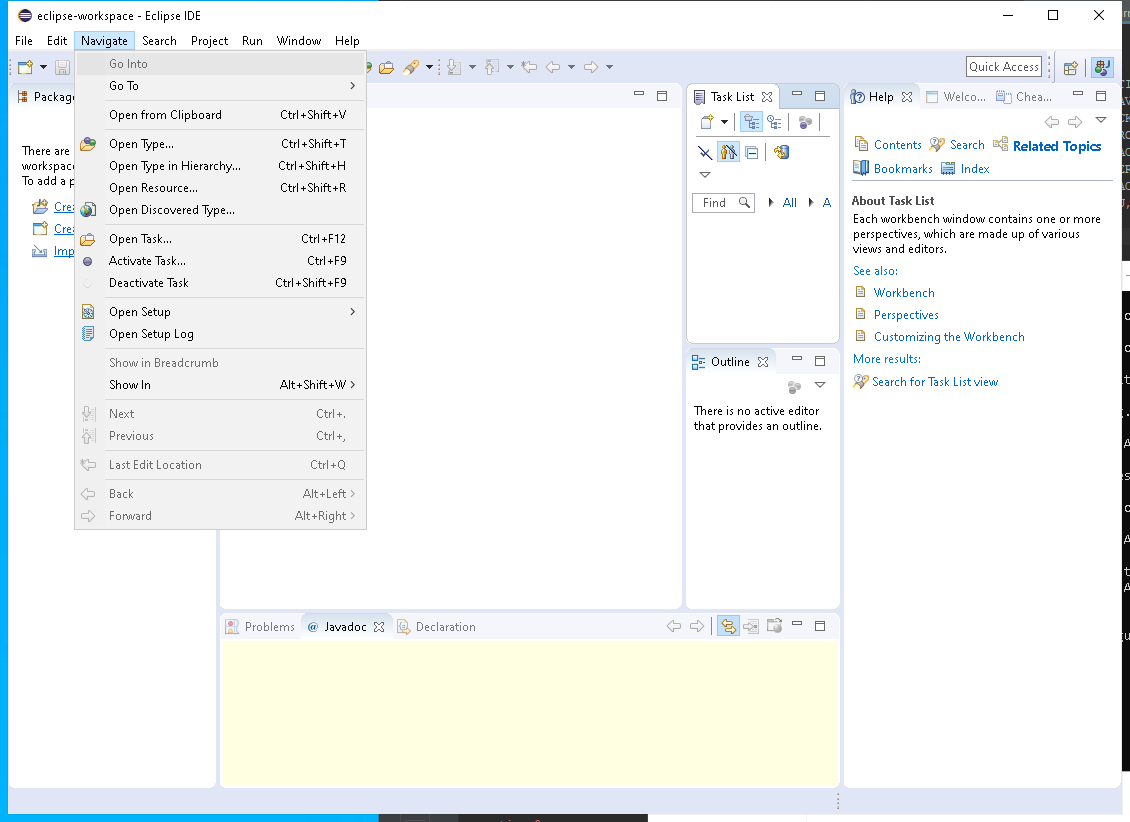 eclipse-workspace - Eclipse IDE
File Edit Navigate Search Project Run Window Help
Quick Access
Go Into
Go To
Open from Clipboard Ctrl+Shift+V
Open Type... Ctrl+Shift+T
Open Type in Hierarchy... Ctrl+Shift+H
Open Resource... Ctrl+Shift+R
Open Discovered Type...
Open Task... Ctrl+F12
Activate Task... Ctrl+F9
Deactivate Task Ctrl+Shift+F9
Open Setup
Open Setup Log
Show in Breadcrumb
Show In Alt+Shift+W
Next Ctrl+.
Previous Ctrl+,
Last Edit Location Ctrl+Q
Back Alt+Left
Forward Alt+Right
Package
There are
workspace
To add a p
Crea
Crea
Imp
Task List
Find All A
Outline
There is no active editor
that provides an outline.
Help Welco... Chea...
Contents Search Related Topics
Bookmarks Index
About Task List
Each workbench window contains one or more
perspectives, which are made up of various
views and editors.
See also:
Workbench
Perspectives
Customizing the Workbench
More results:
Search for Task List view
Problems @ Javadoc Declaration